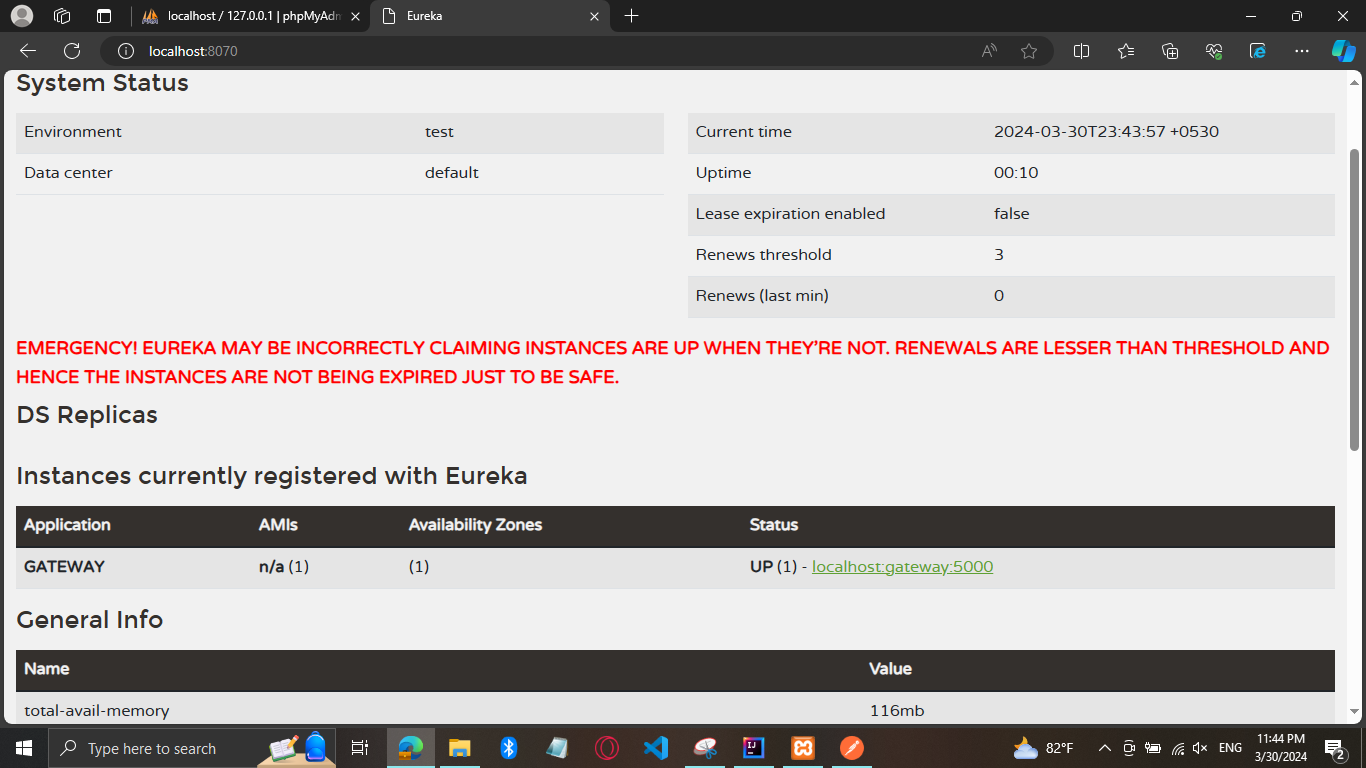 localhost / 127.0.0.1 | phpMyAdm
Eureka
localhost:8070
System Status
Environment test
Data center default
Current time 2024-03-30T23:43:57 +0530
Uptime 00:10
Lease expiration enabled false
Renews threshold 3
Renews (last min) 0
EMERGENCY! EUREKA MAY BE INCORRECTLY CLAIMING INSTANCES ARE UP WHEN THEY’RE NOT. RENEWALS ARE LESSER THAN THRESHOLD AND
HENCE THE INSTANCES ARE NOT BEING EXPIRED JUST TO BE SAFE.
DS Replicas
Instances currently registered with Eureka
Application AMIs Availability Zones Status
GATEWAY n/a (1) (1) UP (1) - localhost:gateway:5000
General Info
Name Value
total-avail-memory 116mb
Type here to search
82°F
ENG
11:44 PM
3/30/2024
2